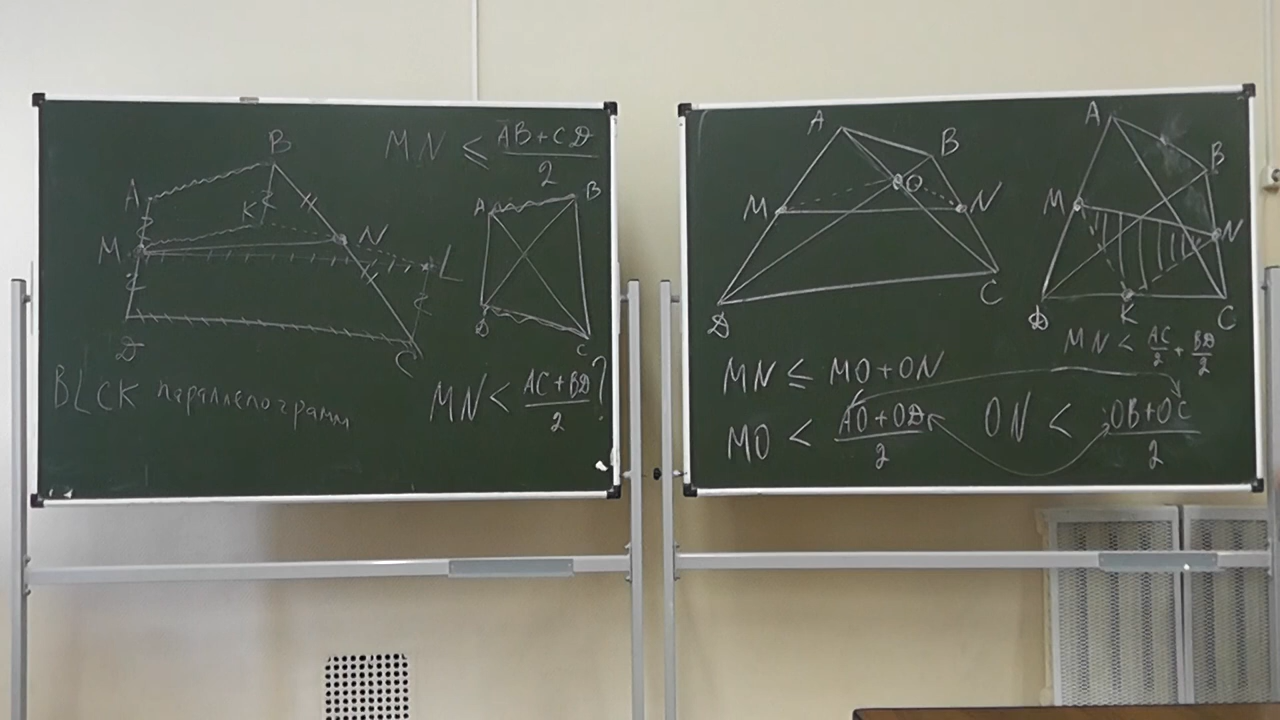 MN ≤ (AB + CD)/2
B
A
K
M
N
L
D
C
A
B
D
C
BLCK параллелограмм
MN < (AC + BD)/2 ?
A
B
O
M
N
D
C
A
B
M
N
D
K
C
MN < AC/2 + BD/2
MN ≤ MO + ON
MO < (AO + OD)/2
ON < (OB + OC)/2